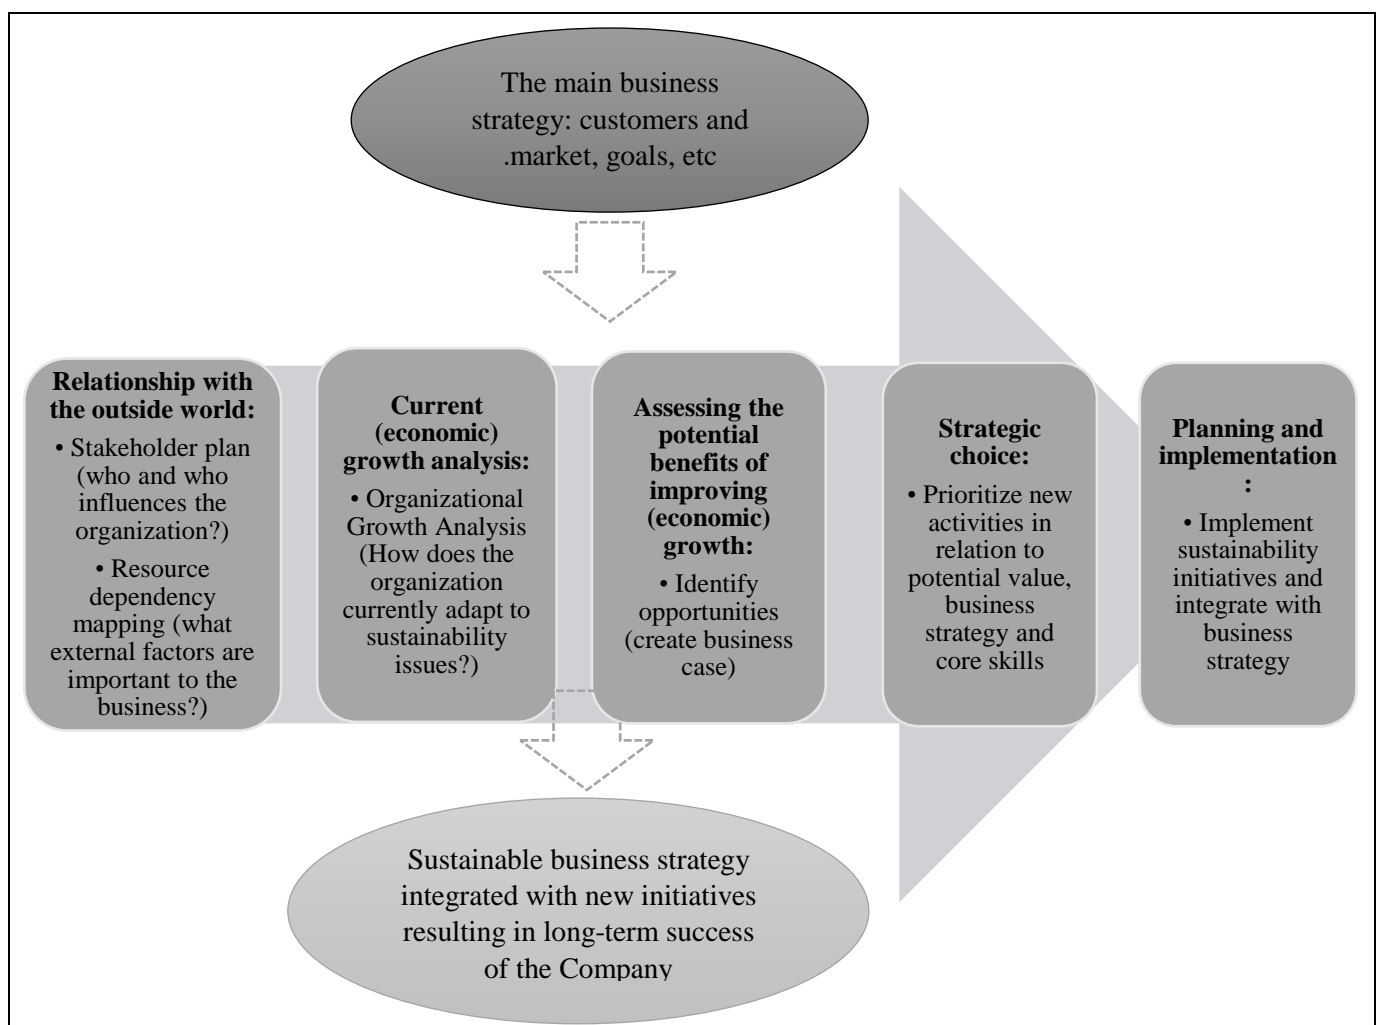 The main business
strategy: customers and
.market, goals, etc
Relationship with
the outside world:
• Stakeholder plan
(who and who
influences the
organization?)
• Resource
dependency
mapping (what
external factors are
important to the
business?)
Current
(economic)
growth analysis:
• Organizational
Growth Analysis
(How does the
organization
currently adapt to
sustainability
issues?)
Assessing the
potential
benefits of
improving
(economic)
growth:
• Identify
opportunities
(create business
case)
Strategic
choice:
• Prioritize new
activities in
relation to
potential value,
business
strategy and
core skills
Planning and
implementation
:
• Implement
sustainability
initiatives and
integrate with
business
strategy
Sustainable business strategy
integrated with new initiatives
resulting in long-term success
of the Company